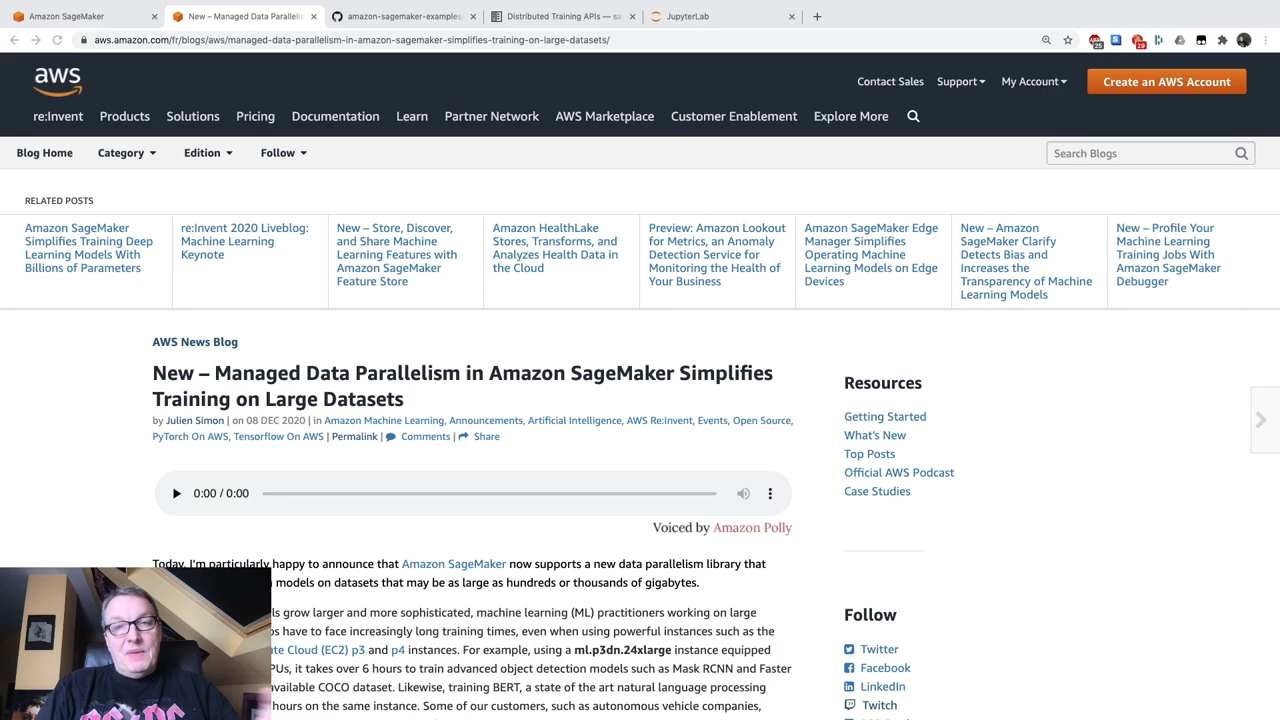 Amazon SageMaker
New – Managed Data Parallelis
amazon-sagemaker-examples/
Distributed Training APIs — sa
JupyterLab
aws.amazon.com/fr/blogs/aws/managed-data-parallelism-in-amazon-sagemaker-simplifies-training-on-large-datasets/
25
29
aws
Contact Sales
Support
My Account
Create an AWS Account
re:Invent
Products
Solutions
Pricing
Documentation
Learn
Partner Network
AWS Marketplace
Customer Enablement
Explore More
Blog Home
Category
Edition
Follow
Search Blogs
RELATED POSTS
Amazon SageMaker
Simplifies Training Deep
Learning Models With
Billions of Parameters
re:Invent 2020 Liveblog:
Machine Learning
Keynote
New – Store, Discover,
and Share Machine
Learning Features with
Amazon SageMaker
Feature Store
Amazon HealthLake
Stores, Transforms, and
Analyzes Health Data in
the Cloud
Preview: Amazon Lookout
for Metrics, an Anomaly
Detection Service for
Monitoring the Health of
Your Business
Amazon SageMaker Edge
Manager Simplifies
Operating Machine
Learning Models on Edge
Devices
New – Amazon
SageMaker Clarify
Detects Bias and
Increases the
Transparency of Machine
Learning Models
New – Profile Your
Machine Learning
Training Jobs With
Amazon SageMaker
Debugger
AWS News Blog
New – Managed Data Parallelism in Amazon SageMaker Simplifies
Training on Large Datasets
by Julien Simon | on 08 DEC 2020 | in Amazon Machine Learning, Announcements, Artificial Intelligence, AWS Re:Invent, Events, Open Source,
PyTorch On AWS, Tensorflow On AWS | Permalink | Comments | Share
0:00 / 0:00
Voiced by Amazon Polly
Today, I'm particularly happy to announce that Amazon SageMaker now supports a new data parallelism library that
models on datasets that may be as large as hundreds or thousands of gigabytes.
ls grow larger and more sophisticated, machine learning (ML) practitioners working on large
s have to face increasingly long training times, even when using powerful instances such as the
te Cloud (EC2) p3 and p4 instances. For example, using a ml.p3dn.24xlarge instance equipped
PUs, it takes over 6 hours to train advanced object detection models such as Mask RCNN and Faster
available COCO dataset. Likewise, training BERT, a state of the art natural language processing
hours on the same instance. Some of our customers, such as autonomous vehicle companies,
Resources
Getting Started
What's New
Top Posts
Official AWS Podcast
Case Studies
Follow
Twitter
Facebook
LinkedIn
Twitch